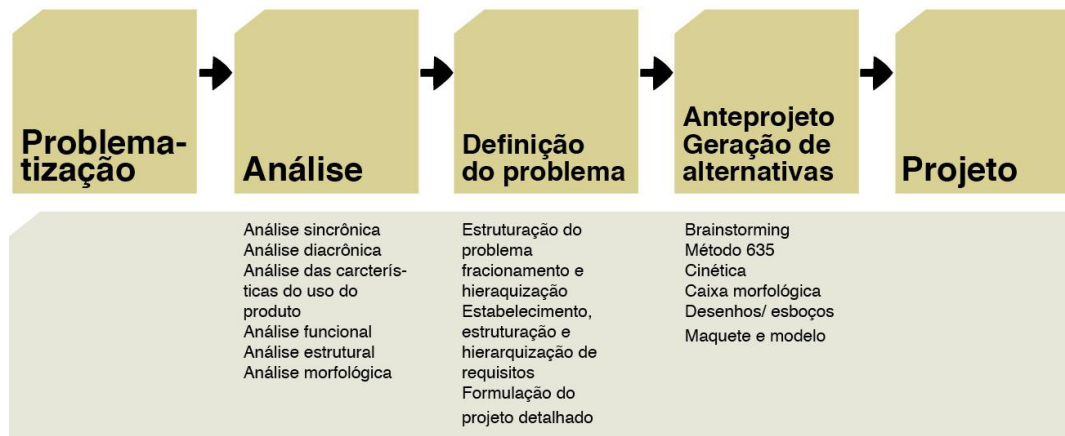 Problema-
tização
Análise
Definição
do problema
Anteprojeto
Geração de
alternativas
Projeto
Análise sincrônica
Análise diacrônica
Análise das carcterís-
ticas do uso do
produto
Análise funcional
Análise estrutural
Análise morfológica
Estruturação do
problema
fracionamento e
hieraquização
Estabelecimento,
estruturação e
hierarquização de
requisitos
Formulação do
projeto detalhado
Brainstorming
Método 635
Cinética
Caixa morfológica
Desenhos/ esboços
Maquete e modelo